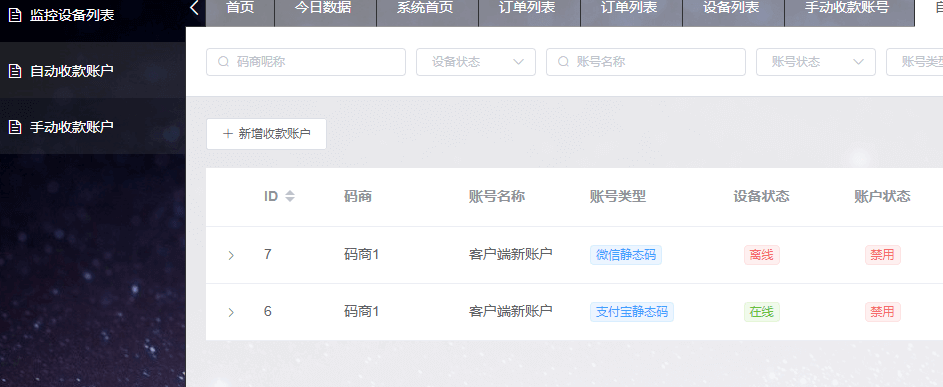 监控设备列表
自动收款账户
手动收款账户
首页 今日数据 系统首页 订单列表 订单列表 设备列表 手动收款账号
码商昵称 设备状态 账号名称 账号状态 账号类型
+ 新增收款账户
ID 码商 账号名称 账号类型 设备状态 账户状态
7 码商1 客户端新账户 微信静态码 离线 禁用
6 码商1 客户端新账户 支付宝静态码 在线 禁用